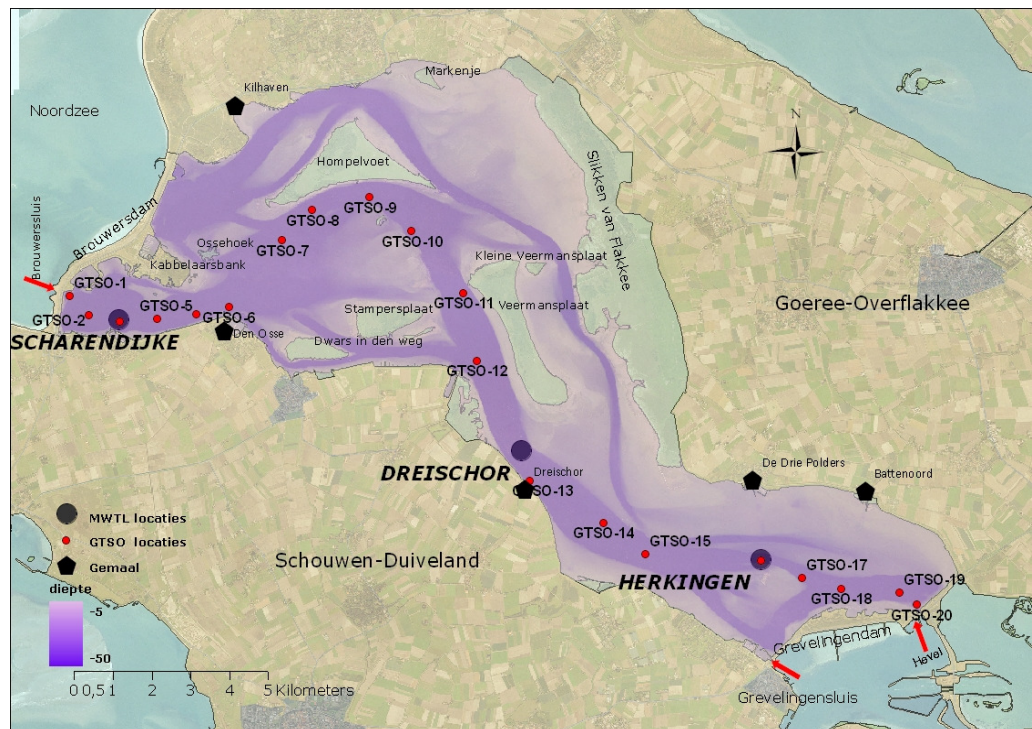 Markenje
Kilhaven
Noordzee
N
Hompelvoet
Slikken van Flakkee
GTSO-9
GTSO-8
Brouwersdam
GTSO-10
Ossehoek
GTSO-7
Brouwerssluis
Kabbelaarsbank
Kleine Veermansplaat
GTSO-1
GTSO-5
GTSO-11
Veermansplaat
Goeree-Overflakkee
Stampersplaat
GTSO-2
GTSO-6
Den Osse
SCHARENDIJKE
Dwars in den weg
GTSO-12
DREISCHOR
Dreischor
De Drie Polders
Battenoord
GTSO-13
MWTL locaties
GTSO-14
GTSO locaties
GTSO-15
Schouwen-Duiveland
Gemaal
GTSO-17
HERKINGEN
GTSO-19
diepte
GTSO-18
-5
GTSO-20
Grevelingendam
Hevel
-50
0 0,5 1 2 3 4 5 Kilometers
Grevelingensluis